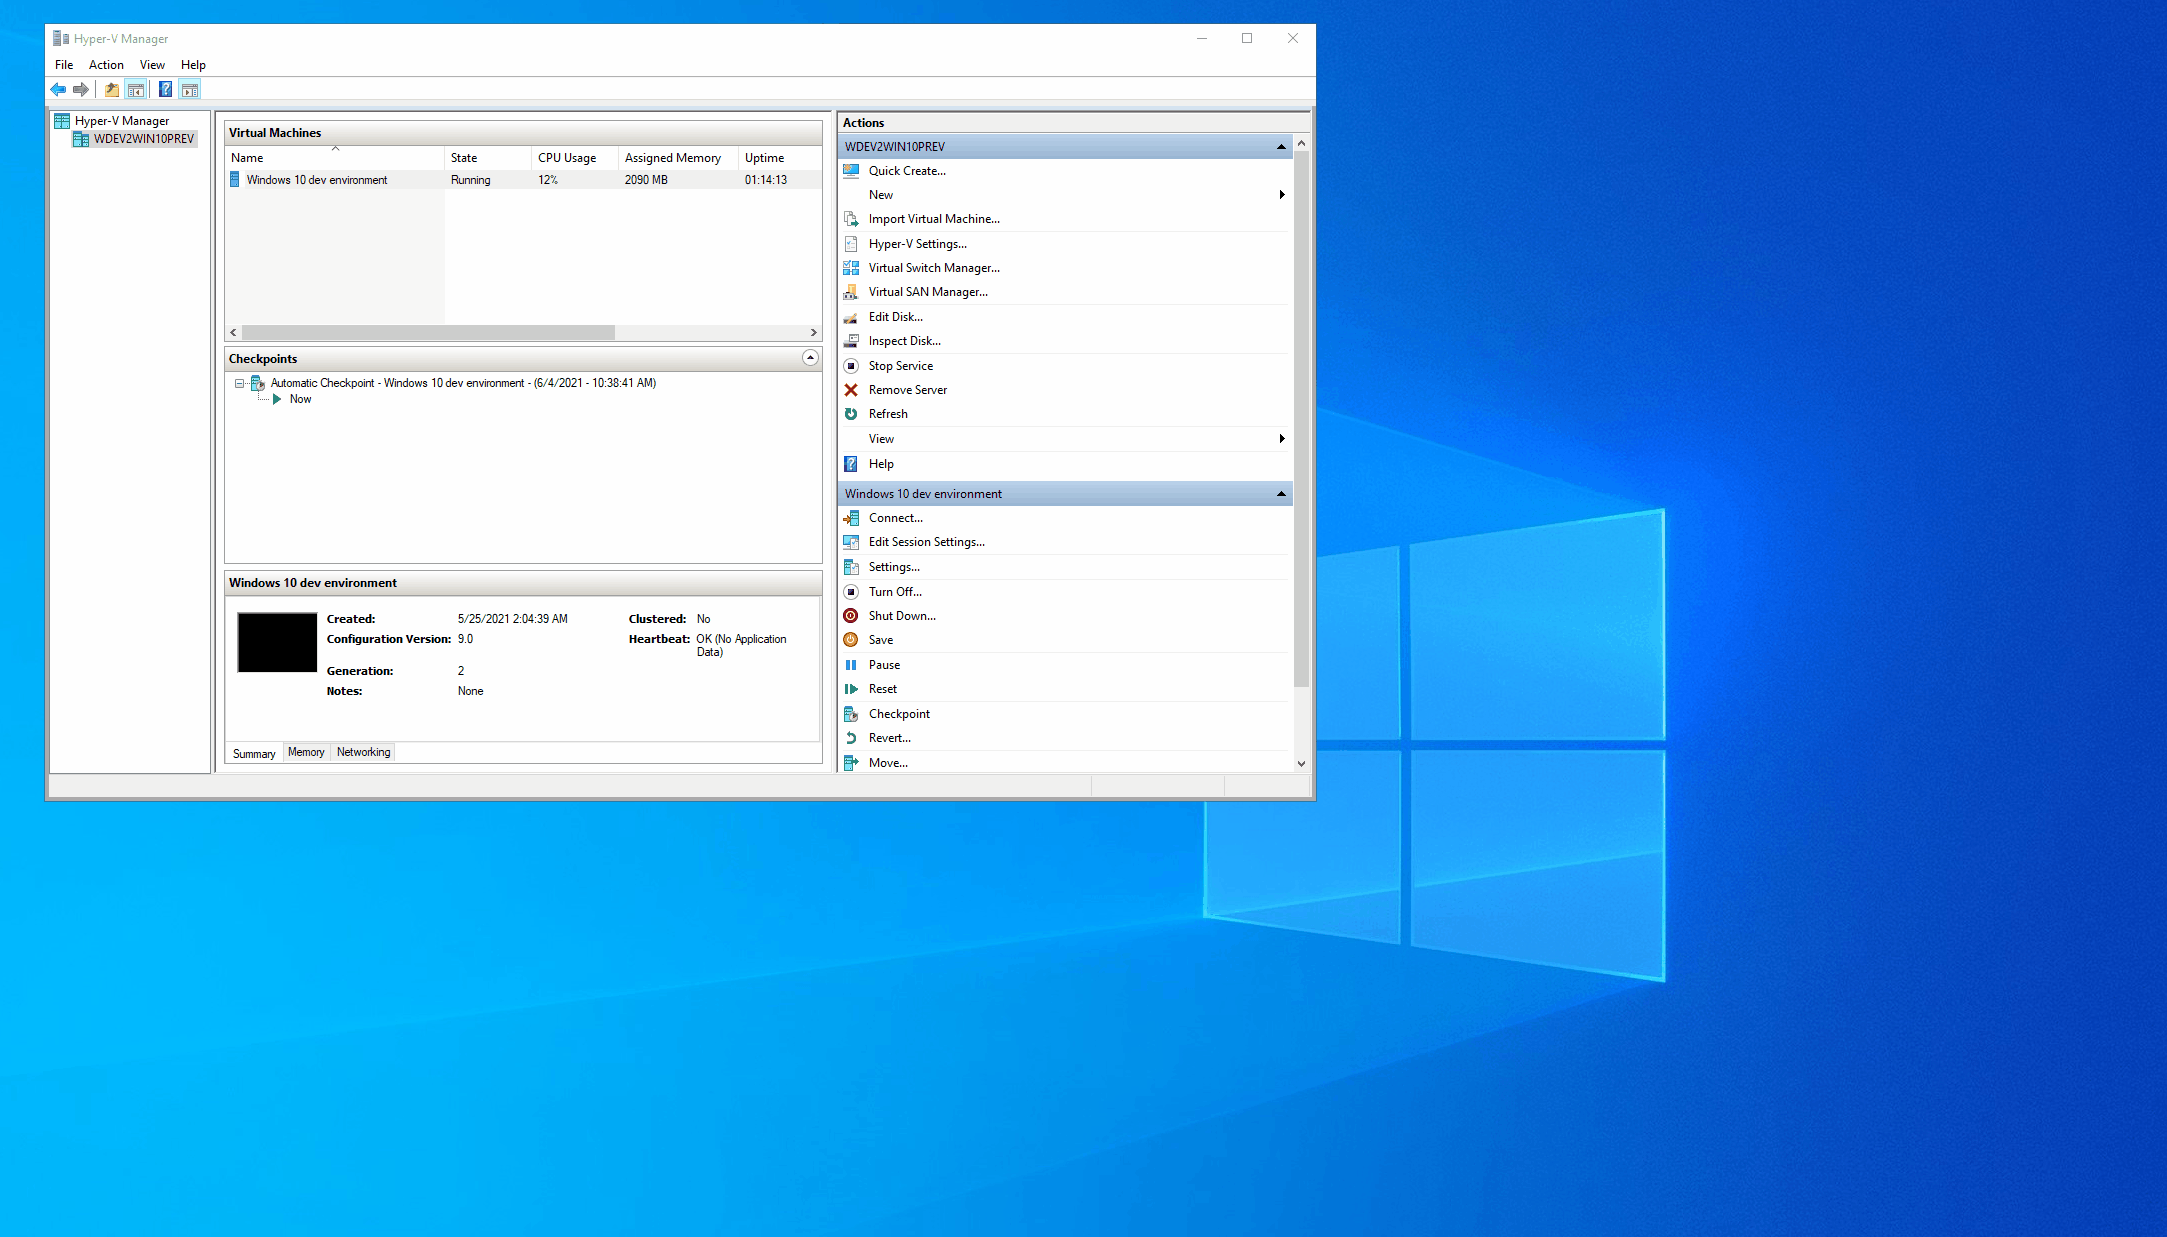 Hyper-V Manager
File Action View Help
Hyper-V Manager
WDEV2WIN10PREV
Virtual Machines
Name State CPU Usage Assigned Memory Uptime
Windows 10 dev environment Running 12% 2090 MB 01:14:13
Checkpoints
Automatic Checkpoint - Windows 10 dev environment - (6/4/2021 - 10:38:41 AM)
Now
Windows 10 dev environment
Created: 5/25/2021 2:04:39 AM Clustered: No
Configuration Version: 9.0 Heartbeat: OK (No Application
Data)
Generation: 2
Notes: None
Summary Memory Networking
Actions
WDEV2WIN10PREV
Quick Create...
New
Import Virtual Machine...
Hyper-V Settings...
Virtual Switch Manager...
Virtual SAN Manager...
Edit Disk...
Inspect Disk...
Stop Service
Remove Server
Refresh
View
Help
Windows 10 dev environment
Connect...
Edit Session Settings...
Settings...
Turn Off...
Shut Down...
Save
Pause
Reset
Checkpoint
Revert...
Move...